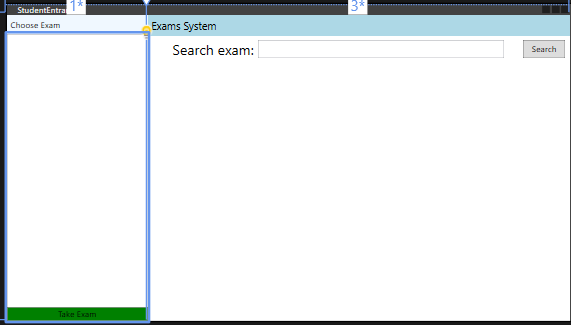 1*
3*
StudentEntra
Choose Exam
Exams System
Search exam:
Search
Take Exam